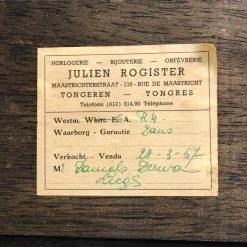 HORLOGERIE — BIJOUTERIE — ORFÈVRERIE
JULIEN ROGISTER
MAASTRICHTERSTRAAT - 116 - RUE DE MAASTRICHT
TONGEREN — TONGRES
Telefoon (012) 314.90 Téléphone
Westm. Whitt. E.A. R4.
Waarborg - Garantie 2ans
Verkocht - Vendu 28-3-57
M. Daniels